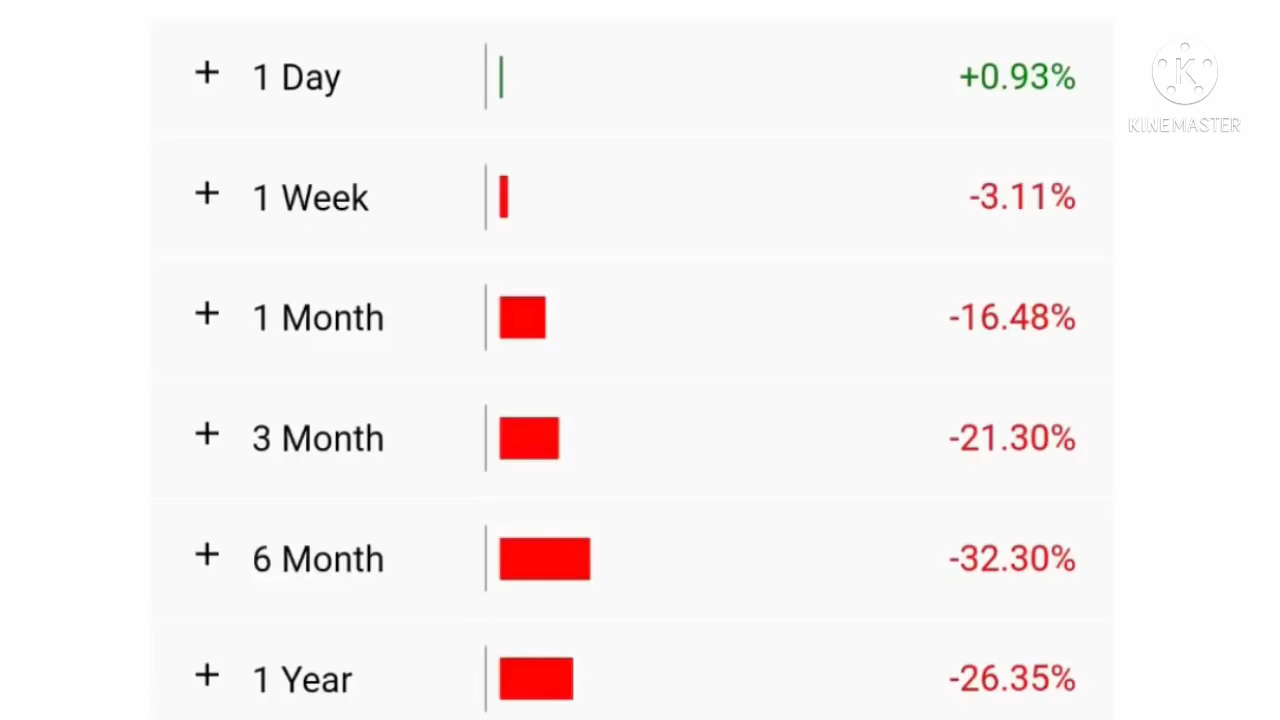 + 1 Day +0.93%
K
KINEMASTER
+ 1 Week -3.11%
+ 1 Month -16.48%
+ 3 Month -21.30%
+ 6 Month -32.30%
+ 1 Year -26.35%